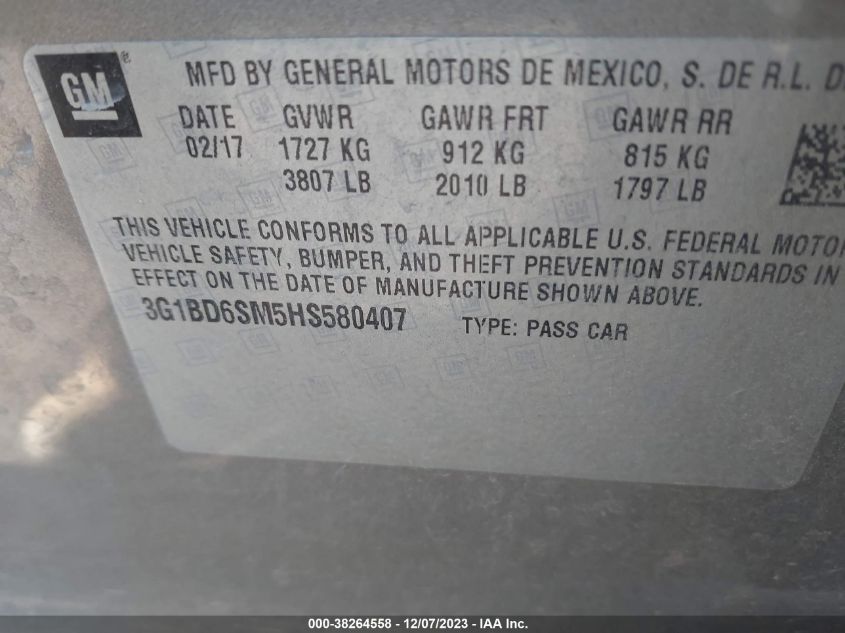 GM®
MFD BY GENERAL MOTORS DE MEXICO, S. DE R.L. D
DATE GVWR GAWR FRT GAWR RR
02/17 1727 KG 912 KG 815 KG
3807 LB 2010 LB 1797 LB
THIS VEHICLE CONFORMS TO ALL APPLICABLE U.S. FEDERAL MOTO
VEHICLE SAFETY, BUMPER, AND THEFT PREVENTION STANDARDS IN
EFFECT ON THE DATE OF MANUFACTURE SHOWN ABOVE.
3G1BD6SM5HS580407 TYPE: PASS CAR
000-38264558 - 12/07/2023 - IAA Inc.